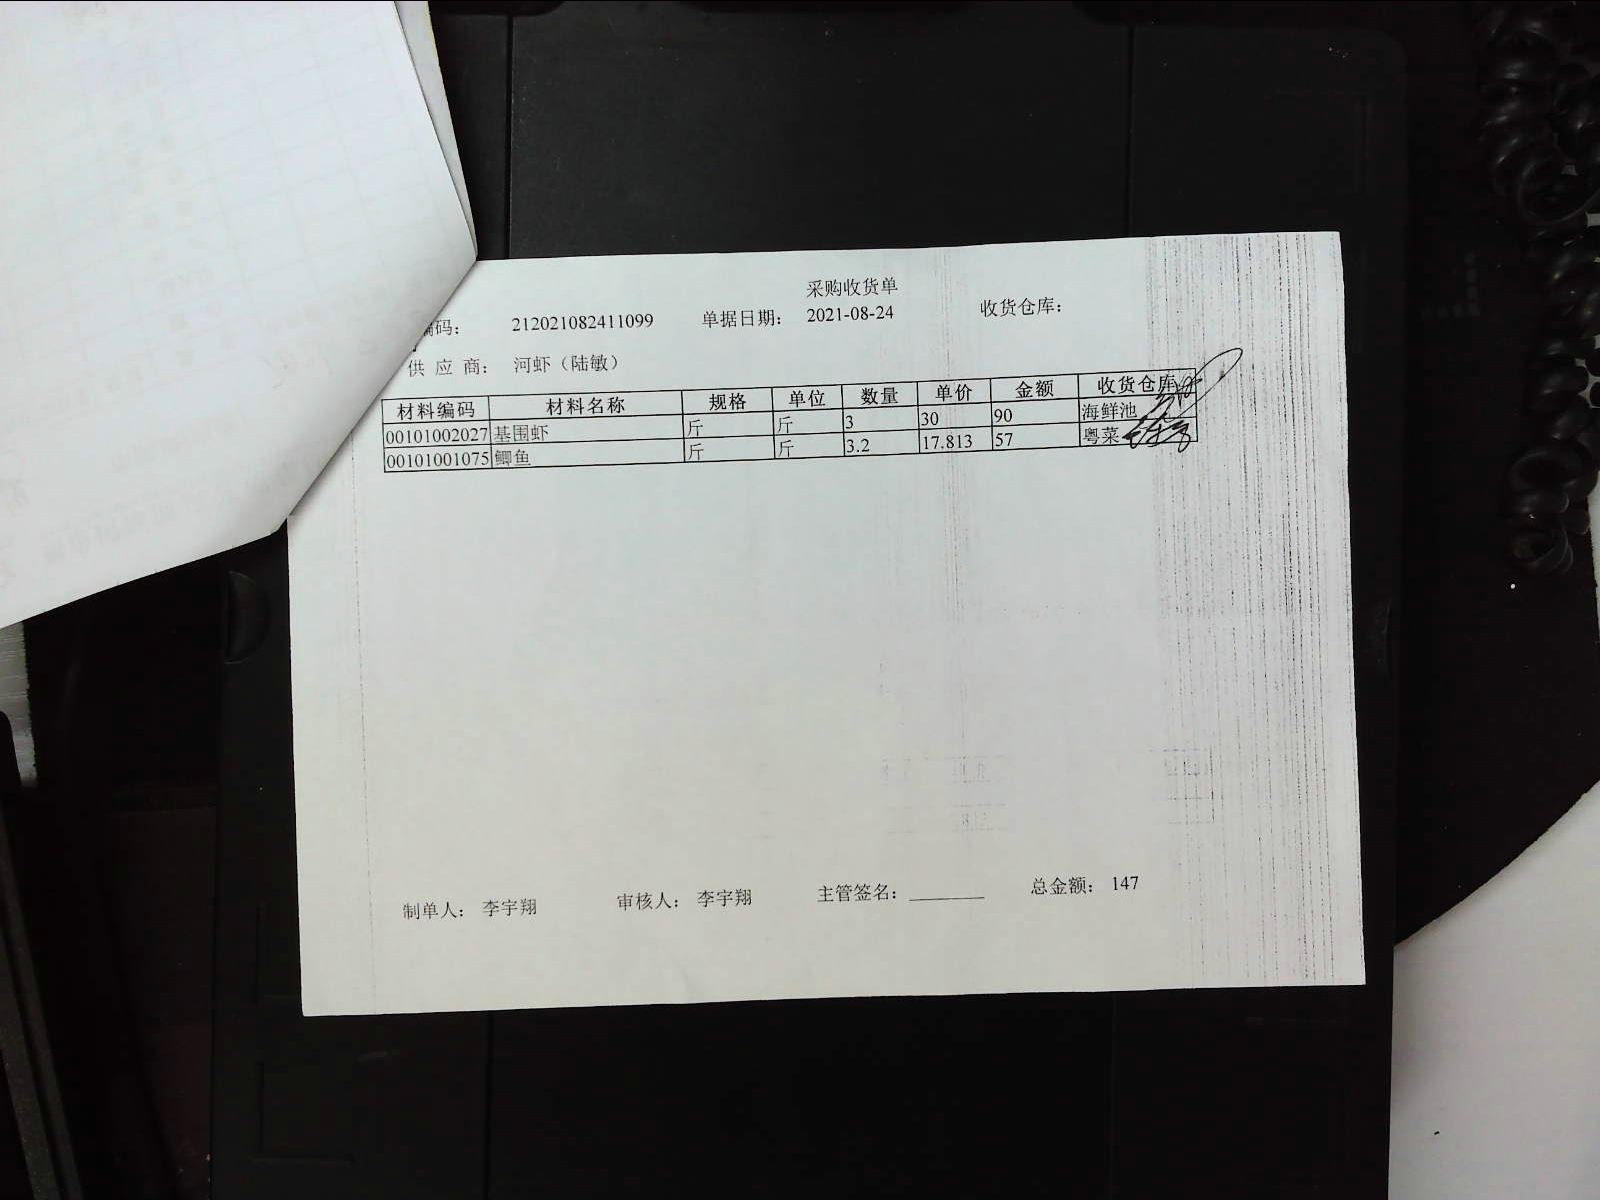 采购收货单
编码： 212021082411099 单据日期： 2021-08-24 收货仓库：
供 应 商： 河虾（陆敏）
材料编码 材料名称 规格 单位 数量 单价 金额 收货仓库
00101002027 基围虾 斤 斤 3 30 90 海鲜池
00101001075 鲫鱼 斤 斤 3.2 17.813 57 粤菜
制单人： 李宇翔 审核人： 李宇翔 主管签名： 总金额： 147